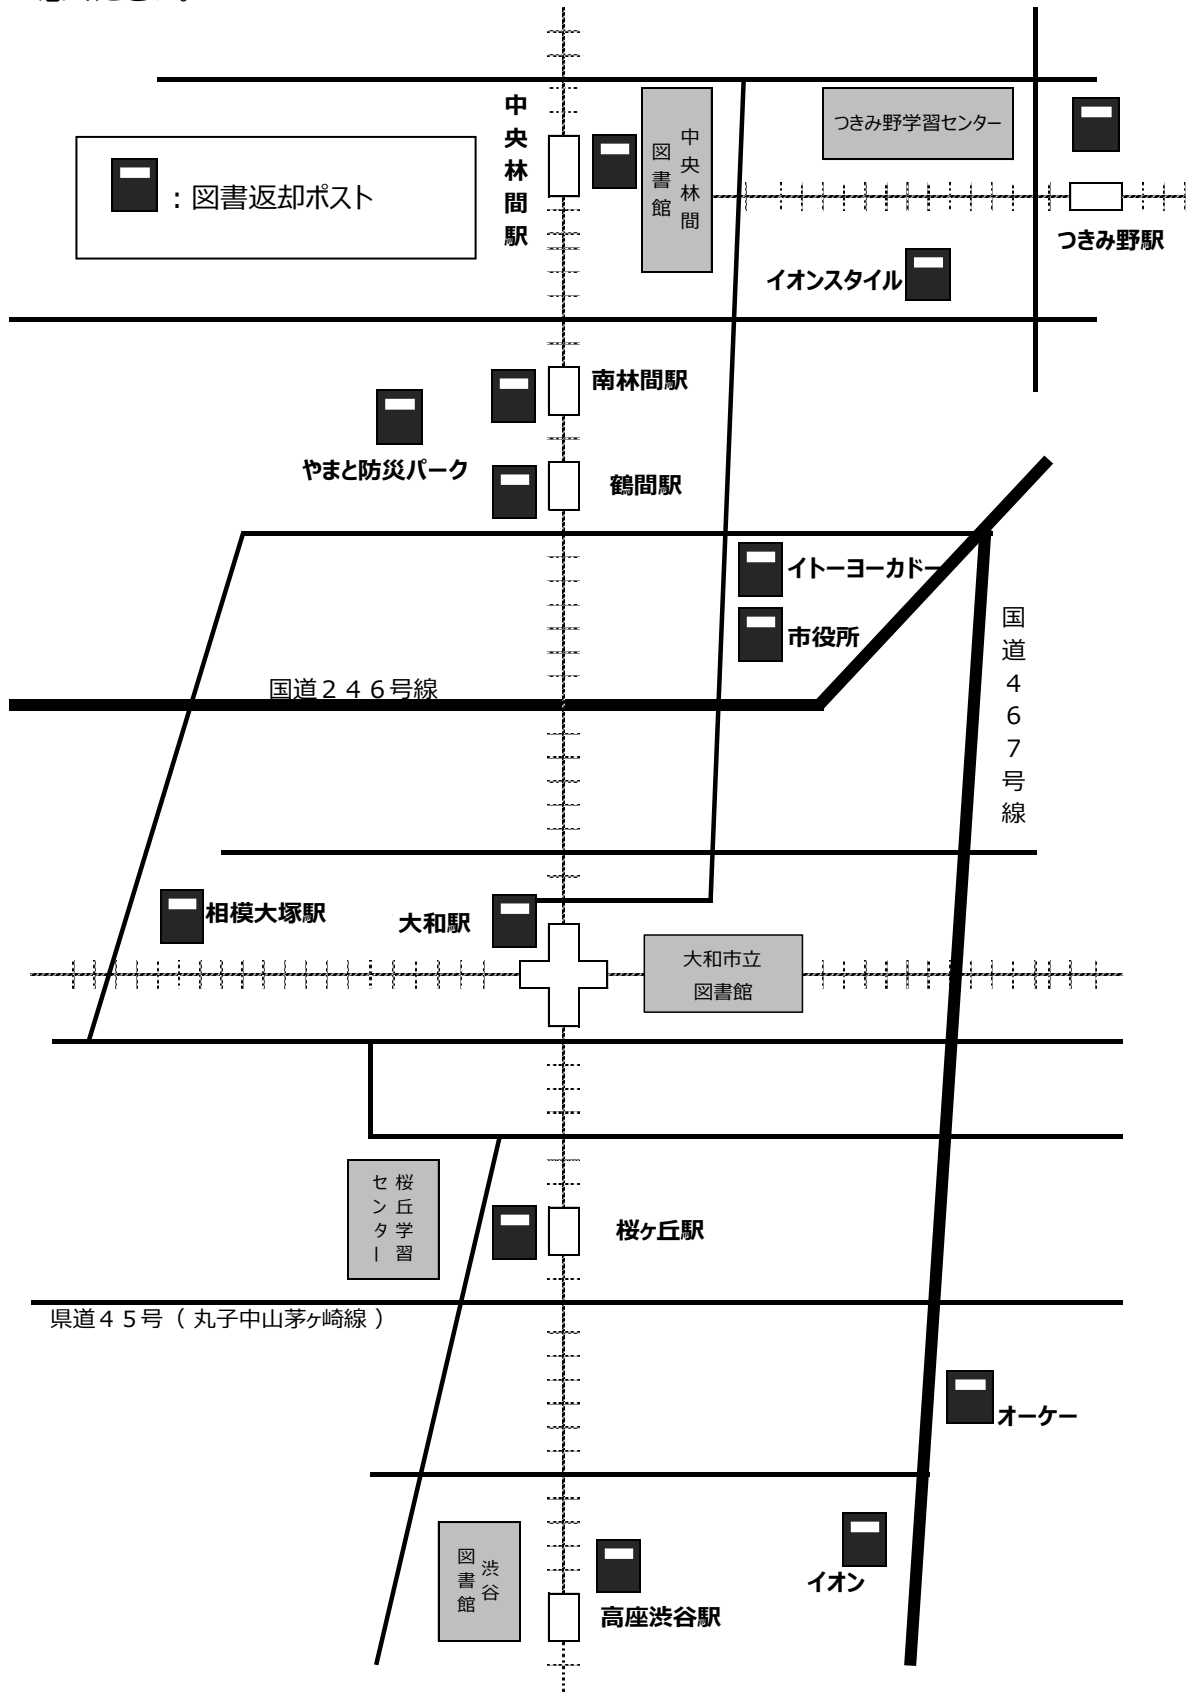 中央林間駅
中央林間
図書館
つきみ野学習センター
：図書返却ポスト
つきみ野駅
イオンスタイル
南林間駅
やまと防災パーク
鶴間駅
イトーヨーカドー
市役所
国道４６７号線
国道２４６号線
相模大塚駅
大和駅
大和市立
図書館
桜丘学習
センター
桜ヶ丘駅
県道４５号（丸子中山茅ヶ崎線）
オーケー
イオン
渋谷
図書館
高座渋谷駅